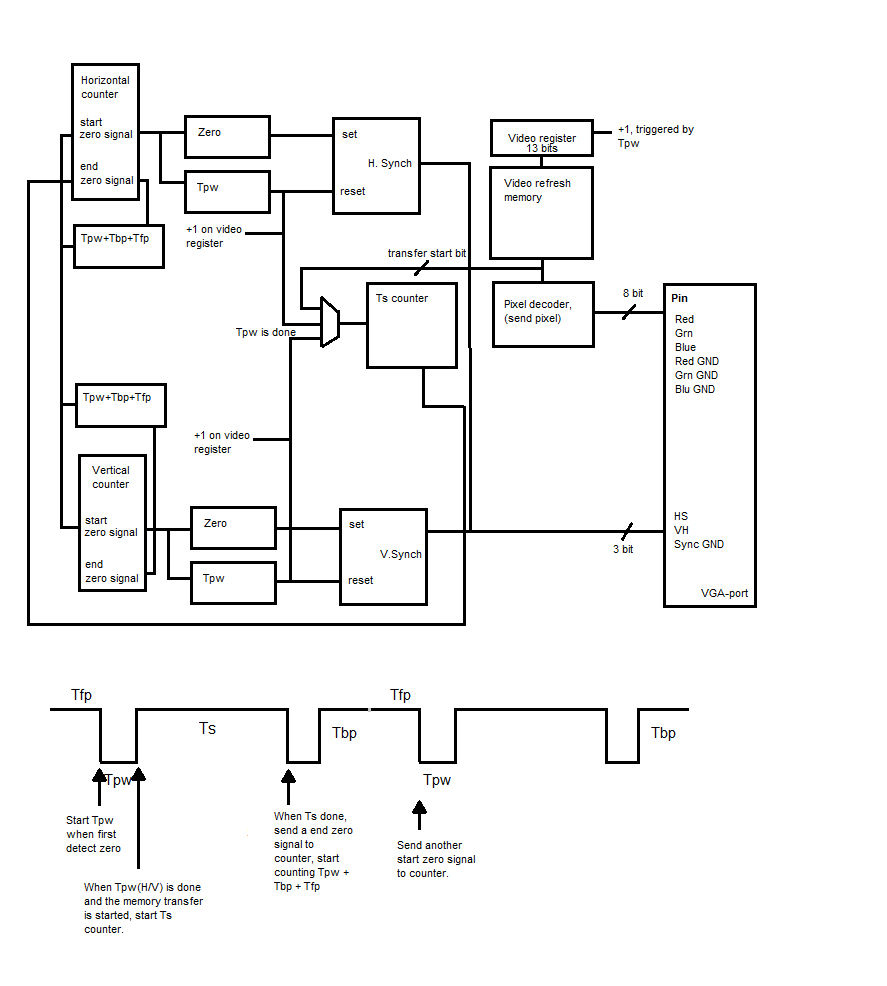 Horizontal
counter
start
zero signal
end
zero signal
Zero
Tpw
set
H. Synch
reset
Video register
13 bits
+1, triggered by
Tpw
Video refresh
memory
Tpw+Tbp+Tfp
+1 on video
register
transfer start bit
Ts counter
Pixel decoder,
(send pixel)
8 bit
Pin
Red
Grn
Blue
Red GND
Grn GND
Blu GND
Tpw is done
Tpw+Tbp+Tfp
+1 on video
register
Vertical
counter
start
zero signal
end
zero signal
Zero
Tpw
set
V.Synch
reset
3 bit
HS
VH
Sync GND
VGA-port
Tfp
Ts
Tbp
Tfp
Tbp
Tpw
Tpw
Start Tpw
when first
detect zero
When Tpw(H/V) is done
and the memory transfer
is started, start Ts
counter.
When Ts done,
send a end zero
signal to
counter, start
counting Tpw +
Tbp + Tfp
Send another
start zero signal
to counter.